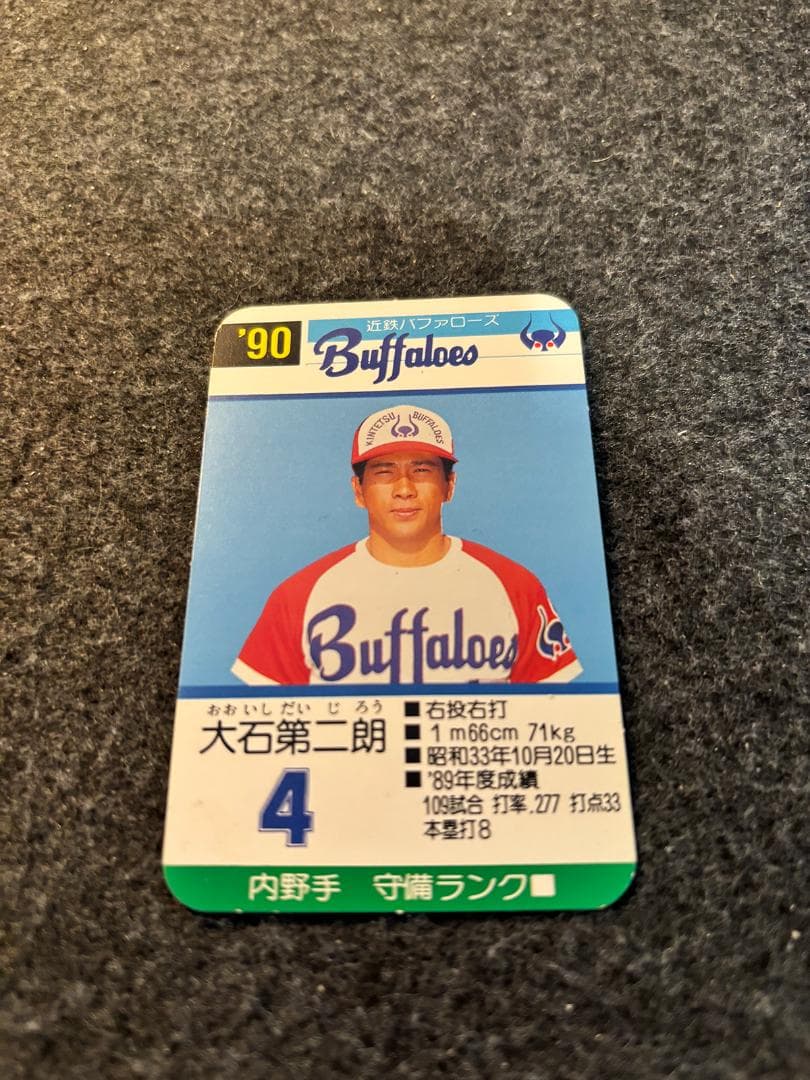 '90
近鉄バファローズ
Buffaloes
KINTETSU BUFFALOES
Buffaloes
おおいし だい じ ろう
大石第二朗
4
■右投右打
■1m66cm 71kg
■昭和33年10月20日生
■'89年度成績
109試合 打率.277 打点33
本塁打8
内野手 守備ランク■